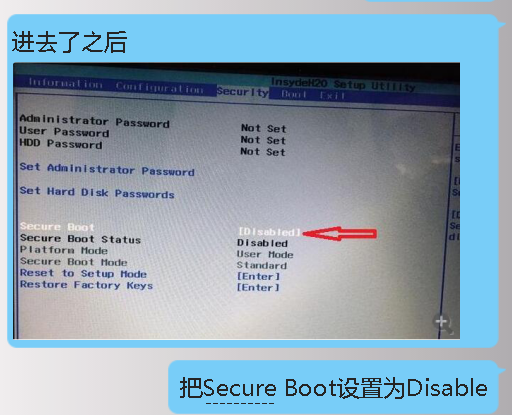 进去了之后
InsydeH2O Setup Utility
Information Configuration Security Boot Exit
Administrator Password Not Set
User Password Not Set
HDD Password Not Set
Set Administrator Password
Set Hard Disk Passwords
Secure Boot [Disabled]
Secure Boot Status Disabled
Platform Mode User Mode
Secure Boot Mode Standard
Reset to Setup Mode [Enter]
Restore Factory Keys [Enter]
把Secure Boot设置为Disable